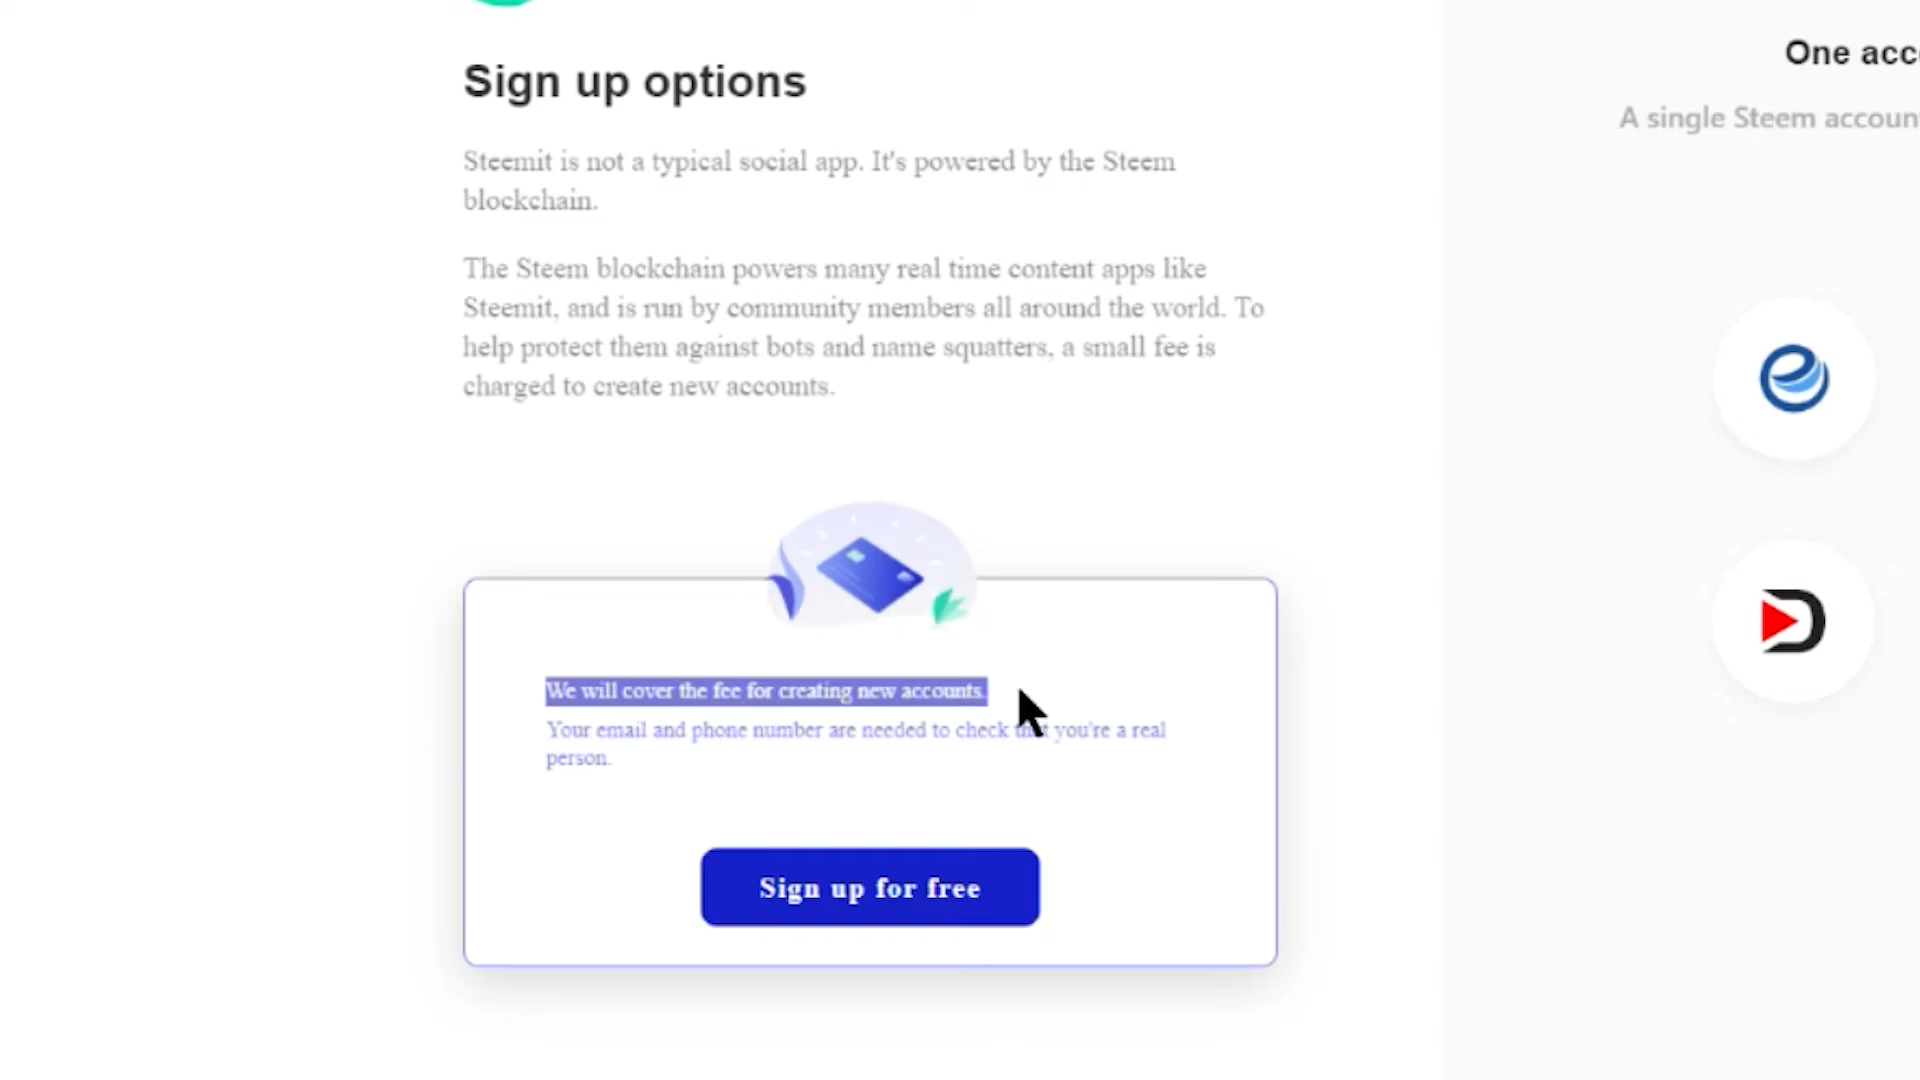 Sign up options
Steemit is not a typical social app. It's powered by the Steem
blockchain.
The Steem blockchain powers many real time content apps like
Steemit, and is run by community members all around the world. To
help protect them against bots and name squatters, a small fee is
charged to create new accounts.
We will cover the fee for creating new accounts.
Your email and phone number are needed to check that you're a real
person.
Sign up for free
One acc
A single Steem accoun